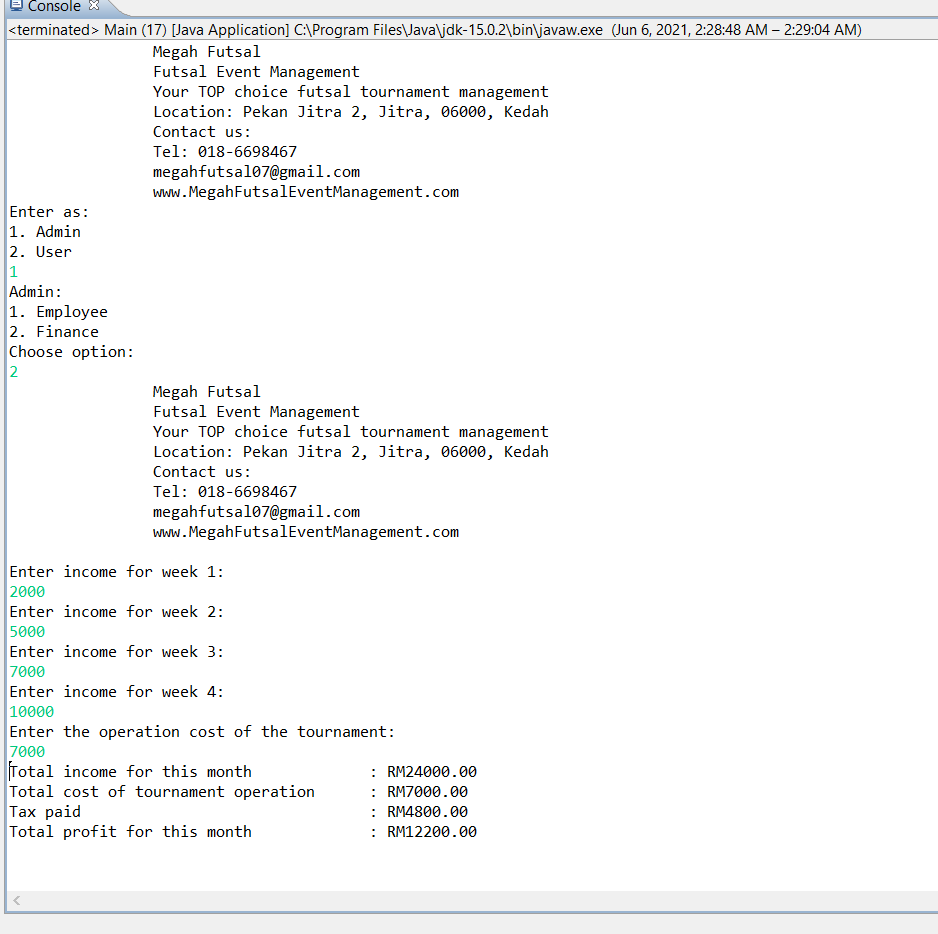 Console
<terminated> Main (17) [Java Application] C:\Program Files\Java\jdk-15.0.2\bin\javaw.exe (Jun 6, 2021, 2:28:48 AM – 2:29:04 AM)
Megah Futsal
Futsal Event Management
Your TOP choice futsal tournament management
Location: Pekan Jitra 2, Jitra, 06000, Kedah
Contact us:
Tel: 018-6698467
megahfutsal07@gmail.com
www.MegahFutsalEventManagement.com
Enter as:
1. Admin
2. User
1
Admin:
1. Employee
2. Finance
Choose option:
2
Megah Futsal
Futsal Event Management
Your TOP choice futsal tournament management
Location: Pekan Jitra 2, Jitra, 06000, Kedah
Contact us:
Tel: 018-6698467
megahfutsal07@gmail.com
www.MegahFutsalEventManagement.com
Enter income for week 1:
2000
Enter income for week 2:
5000
Enter income for week 3:
7000
Enter income for week 4:
10000
Enter the operation cost of the tournament:
7000
Total income for this month : RM24000.00
Total cost of tournament operation : RM7000.00
Tax paid : RM4800.00
Total profit for this month : RM12200.00